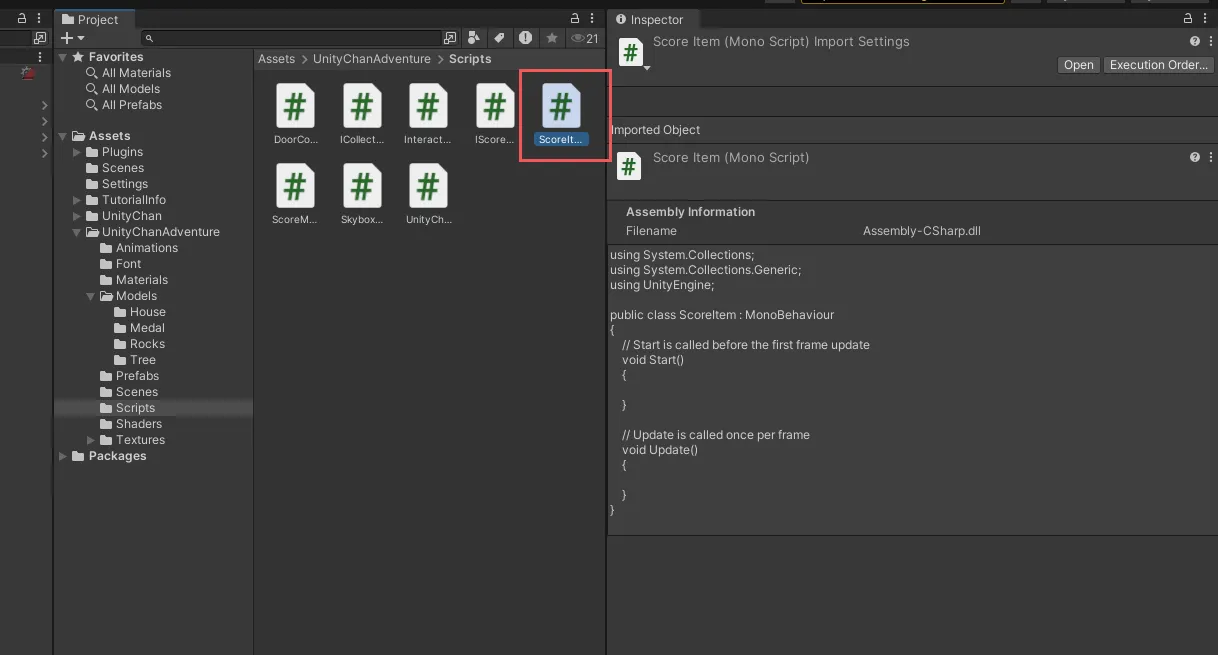 Project
21
Favorites
All Materials
All Models
All Prefabs
Assets
Plugins
Scenes
Settings
TutorialInfo
UnityChan
UnityChanAdventure
Animations
Font
Materials
Models
House
Medal
Rocks
Tree
Prefabs
Scenes
Scripts
Shaders
Textures
Packages
Assets > UnityChanAdventure > Scripts
# # # # #
DoorCo... ICollect... Interact... IScore... ScoreIt...
# # #
ScoreM... Skybox... UnityCh...
Inspector
# Score Item (Mono Script) Import Settings
Open Execution Order...
Imported Object
# Score Item (Mono Script)
Assembly Information
Filename Assembly-CSharp.dll
using System.Collections;
using System.Collections.Generic;
using UnityEngine;
public class ScoreItem : MonoBehaviour
{
// Start is called before the first frame update
void Start()
{
}
// Update is called once per frame
void Update()
{
}
}